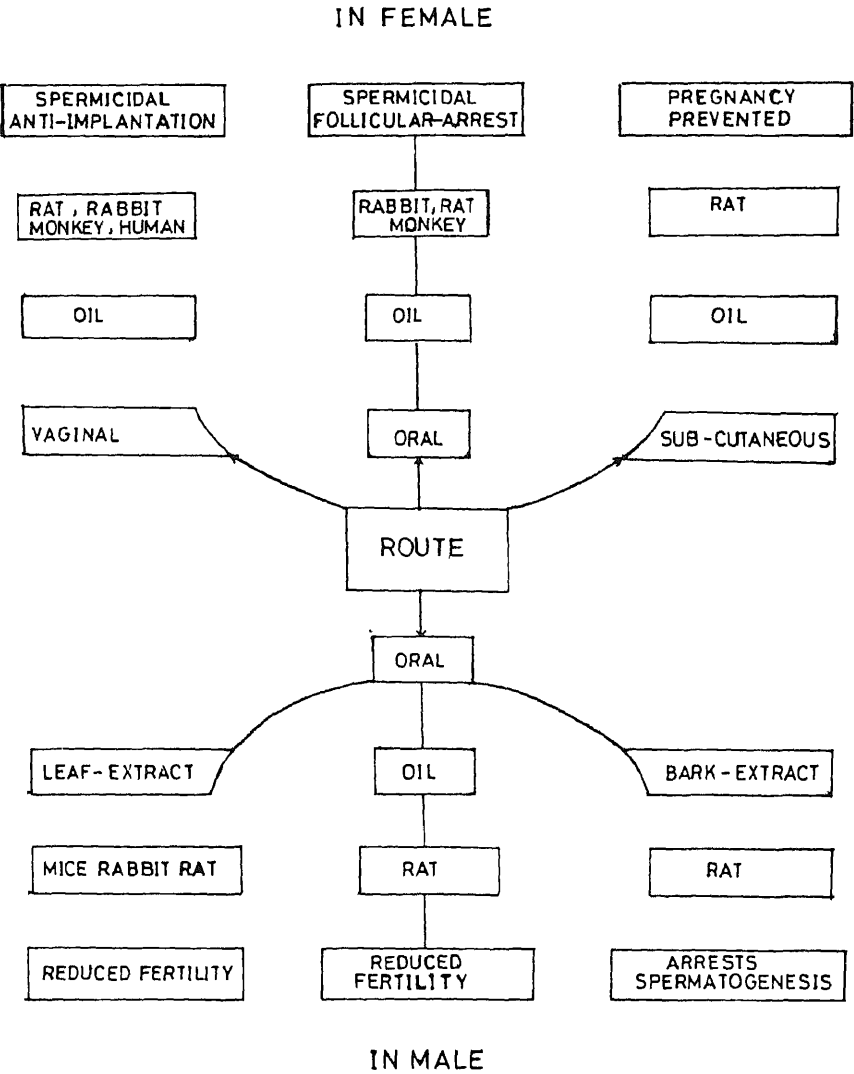 IN FEMALE
SPERMICIDAL
ANTI-IMPLANTATION
SPERMICIDAL
FOLLICULAR-ARREST
PREGNANCY
PREVENTED
RAT, RABBIT
MONKEY, HUMAN
RABBIT, RAT
MONKEY
RAT
OIL
OIL
OIL
VAGINAL
ORAL
SUB-CUTANEOUS
ROUTE
ORAL
LEAF-EXTRACT
OIL
BARK-EXTRACT
MICE RABBIT RAT
RAT
RAT
REDUCED FERTILITY
REDUCED
FERTILITY
ARRESTS
SPERMATOGENESIS
IN MALE